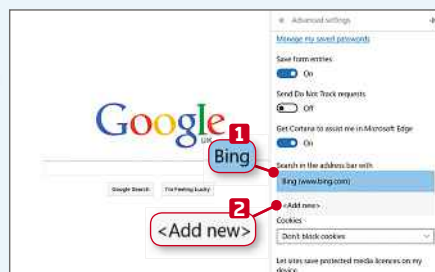 « Advanced settings
Manage my saved passwords
Save form entries
On
Send Do Not Track requests
Off
Get Cortana to assist me in Microsoft Edge
On
Search in the address bar with
Bing (www.bing.com)
<Add new>
Cookies
Don't block cookies
Let sites save protected media licences on my
device
Google
UK
Google Search I'm Feeling Lucky
1
Bing
2
<Add new>